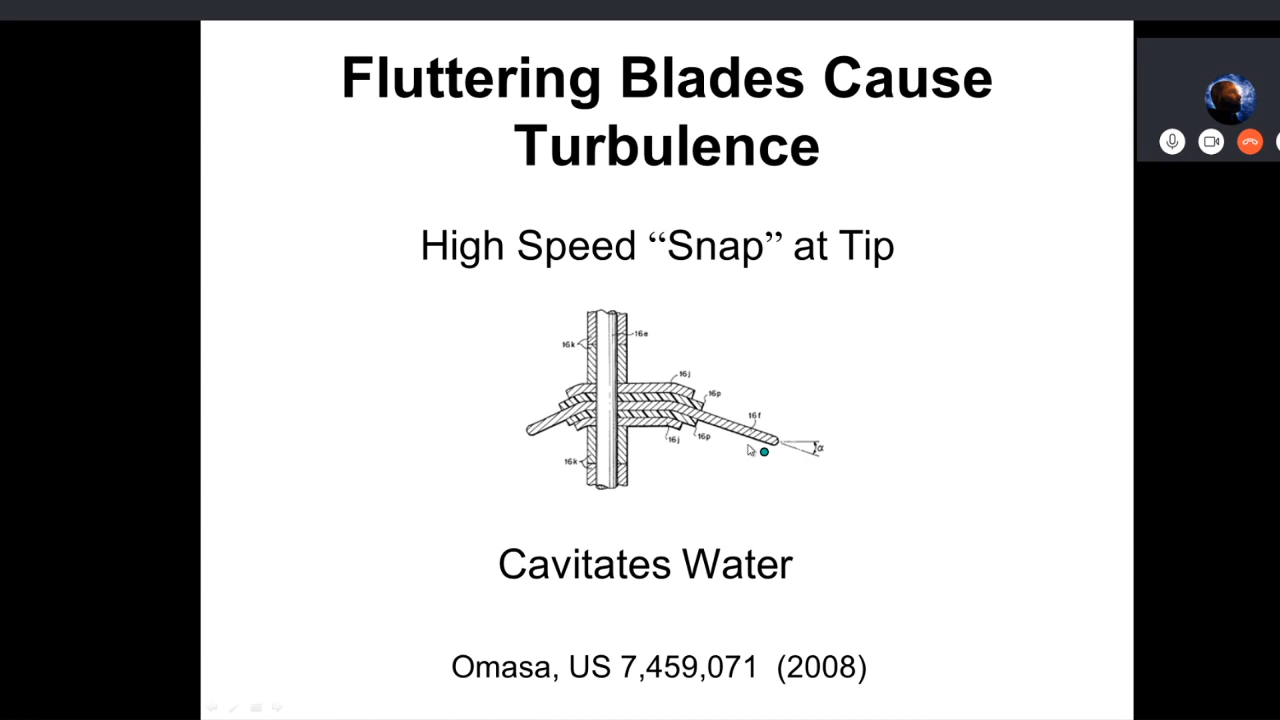 Fluttering Blades Cause
Turbulence
High Speed “Snap” at Tip
16e
16k
16j
16p
16f
16j
16p
α
16k
Cavitates Water
Omasa, US 7,459,071 (2008)